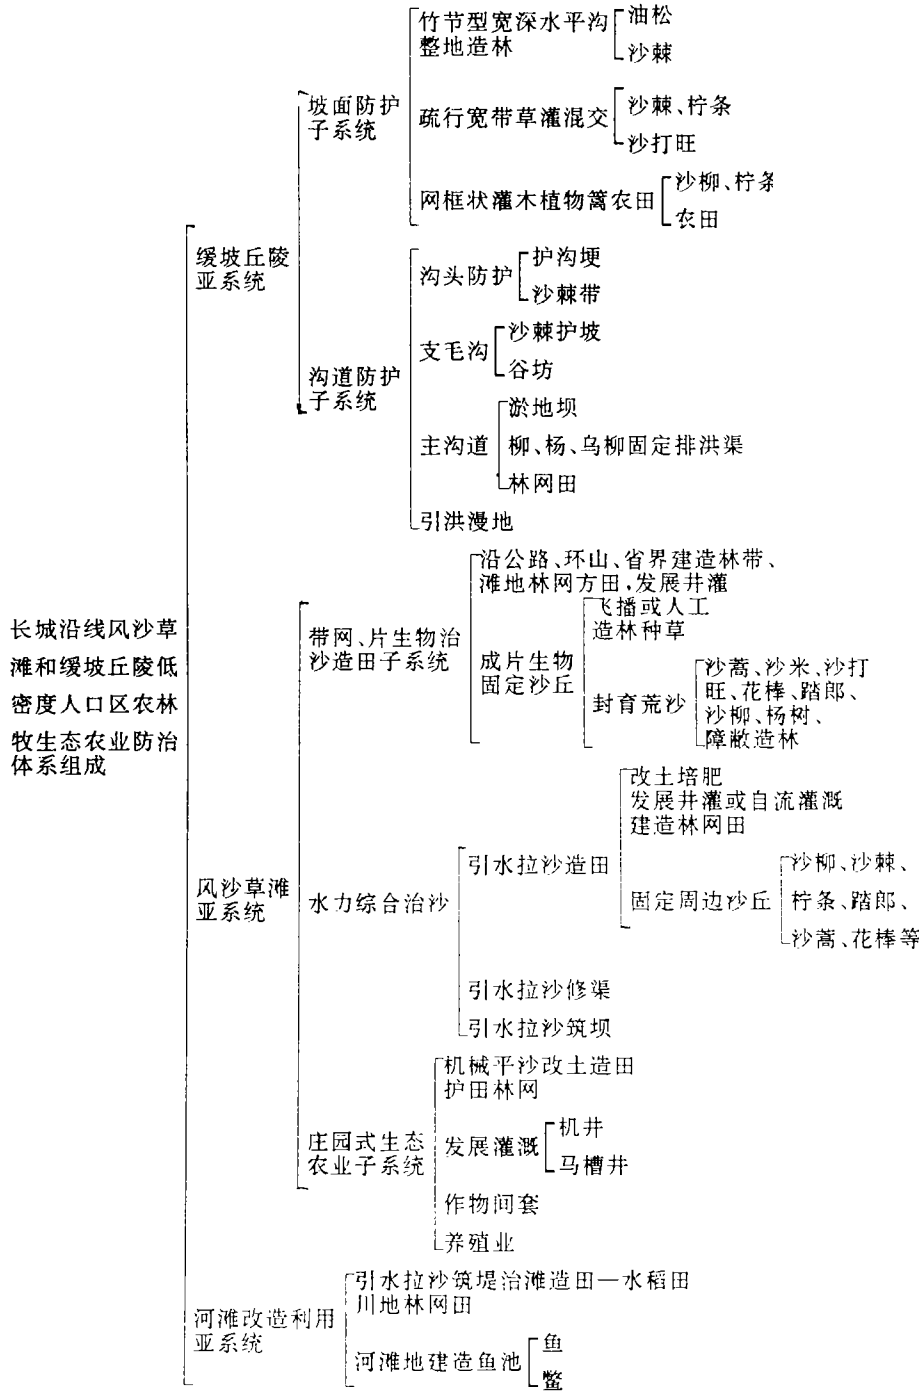 竹节型宽深水平沟
整地造林
油松
沙棘
坡面防护
子系统
疏行宽带草灌混交
沙棘、柠条
沙打旺
网框状灌木植物篱农田
沙柳、柠条
农田
缓坡丘陵
亚系统
沟头防护
护沟埂
沙棘带
支毛沟
沙棘护坡
谷坊
沟道防护
子系统
主沟道
淤地坝
柳、杨、乌柳固定排洪渠
林网田
引洪漫地
长城沿线风沙草
滩和缓坡丘陵低
密度人口区农林
牧生态农业防治
体系组成
带网、片生物治
沙造田子系统
沿公路、环山、省界建造林带、
滩地林网方田,发展井灌
成片生物
固定沙丘
飞播或人工
造林种草
封育荒沙
沙蒿、沙米、沙打
旺、花棒、踏郎、
沙柳、杨树、
障敝造林
风沙草滩
亚系统
水力综合治沙
引水拉沙造田
改土培肥
发展井灌或自流灌溉
建造林网田
固定周边沙丘
沙柳、沙棘、
柠条、踏郎、
沙蒿、花棒等
引水拉沙修渠
引水拉沙筑坝
庄园式生态
农业子系统
机械平沙改土造田
护田林网
发展灌溉
机井
马槽井
作物间套
养殖业
河滩改造利用
亚系统
引水拉沙筑堤治滩造田—水稻田
川地林网田
河滩地建造鱼池
鱼
鳖